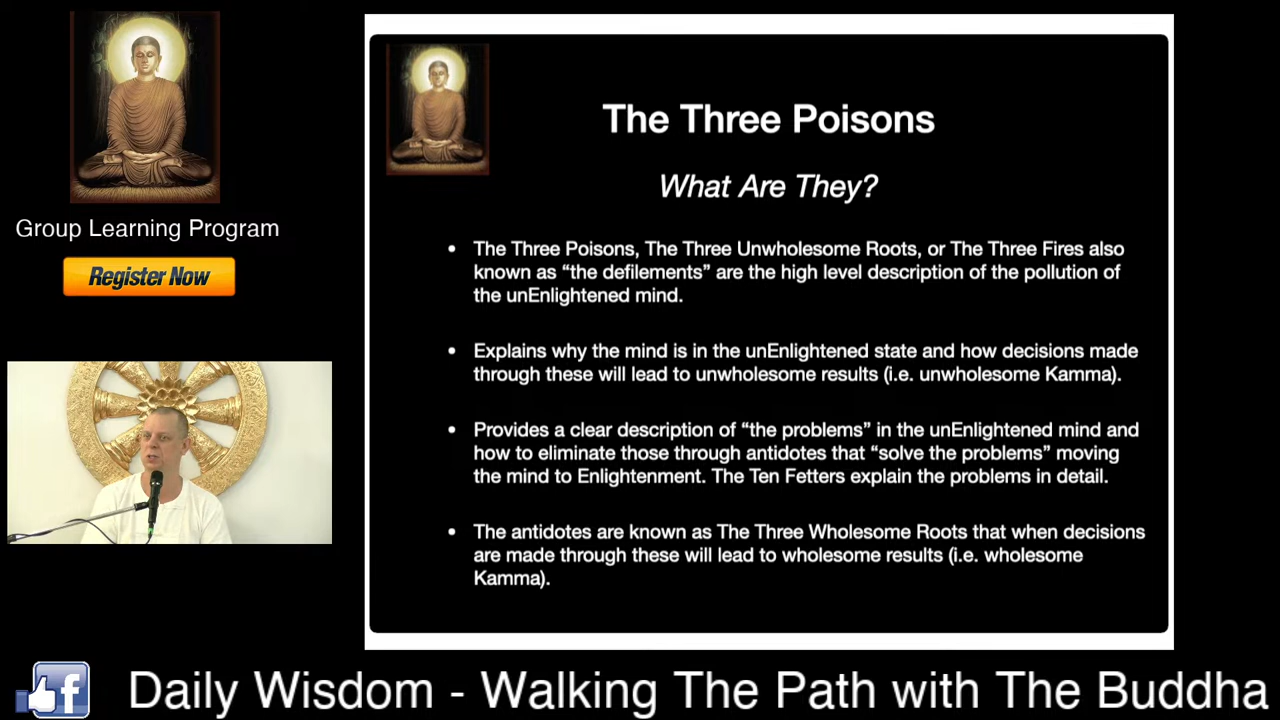 Group Learning Program
Register Now
The Three Poisons
What Are They?
• The Three Poisons, The Three Unwholesome Roots, or The Three Fires also
known as “the defilements” are the high level description of the pollution of
the unEnlightened mind.
• Explains why the mind is in the unEnlightened state and how decisions made
through these will lead to unwholesome results (i.e. unwholesome Kamma).
• Provides a clear description of “the problems” in the unEnlightened mind and
how to eliminate those through antidotes that “solve the problems” moving
the mind to Enlightenment. The Ten Fetters explain the problems in detail.
• The antidotes are known as The Three Wholesome Roots that when decisions
are made through these will lead to wholesome results (i.e. wholesome
Kamma).
f
Daily Wisdom - Walking The Path with The Buddha